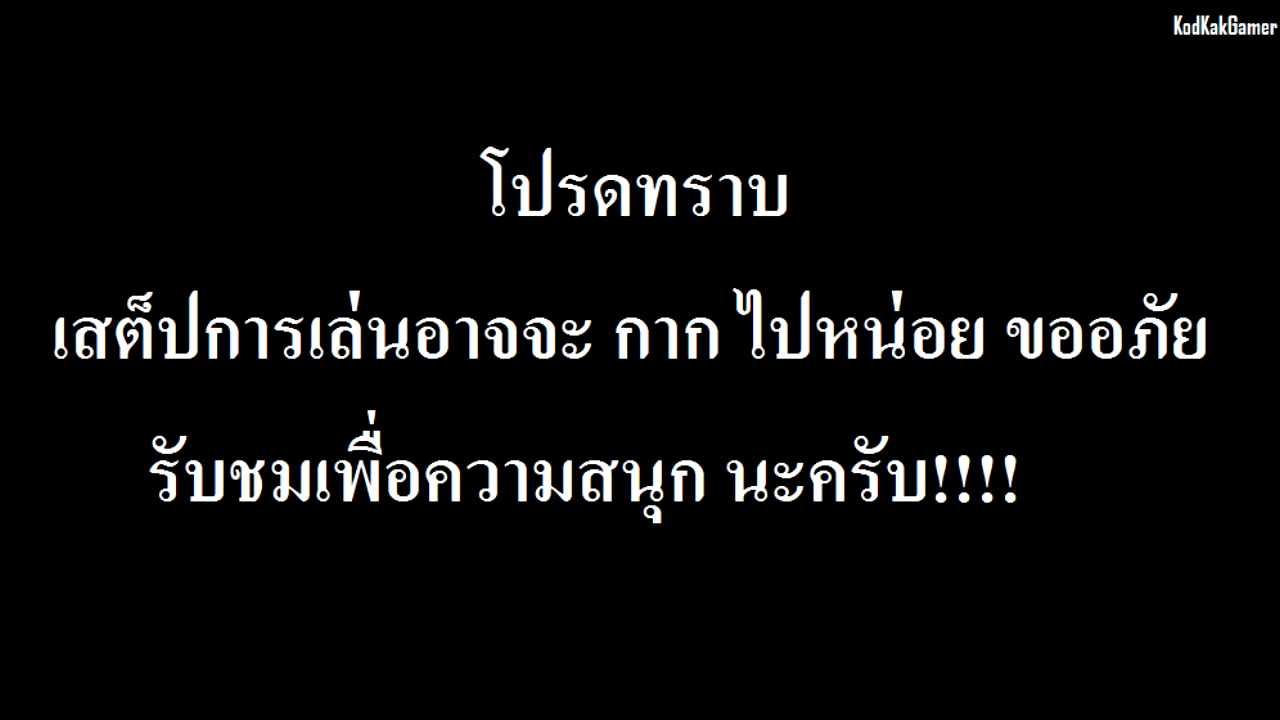 KodKakGamer
โปรดทราบ
เสต็ปการเล่นอาจจะ กาก ไปหน่อย ขออภัย
รับชมเพื่อความสนุก นะครับ!!!!